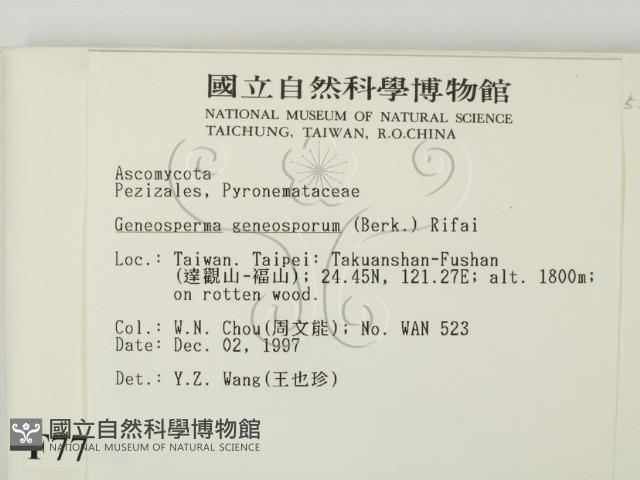 國立自然科學博物館
NATIONAL MUSEUM OF NATURAL SCIENCE
TAICHUNG, TAIWAN, R.O.CHINA
5.
Ascomycota
Pezizales, Pyronemataceae
Geneosperma geneosporum (Berk.) Rifai
Loc.: Taiwan. Taipei: Takuanshan-Fushan
(達觀山-福山); 24.45N, 121.27E; alt. 1800m;
on rotten wood.
Col.: W.N. Chou(周文能); No. WAN 523
Date: Dec. 02, 1997
Det.: Y.Z. Wang(王也珍)
國立自然科學博物館
NATIONAL MUSEUM OF NATURAL SCIENCE
F77